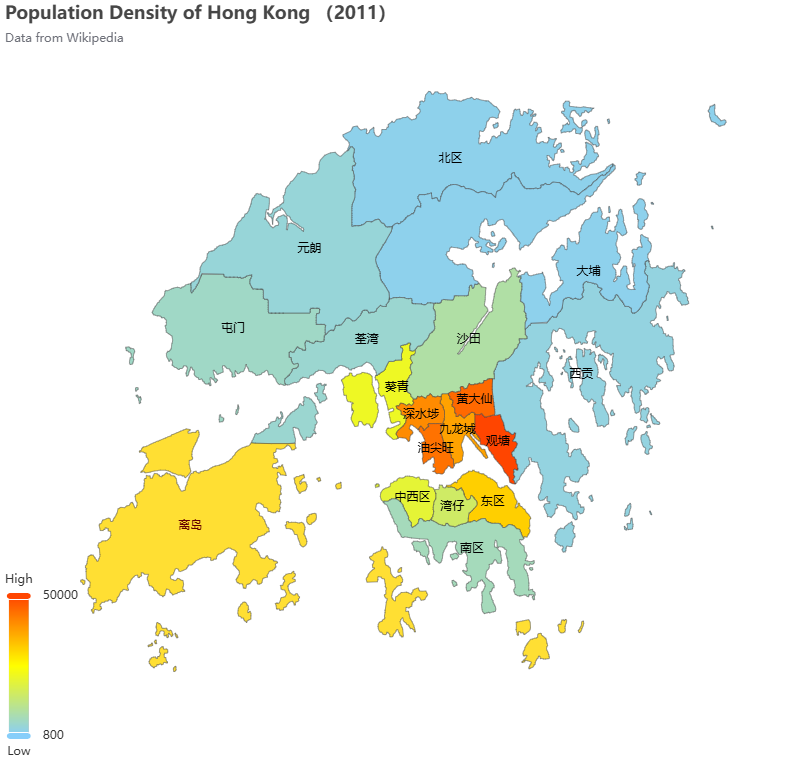 Population Density of Hong Kong （2011）
Data from Wikipedia
北区
元朗
大埔
屯门
荃湾
沙田
西贡
葵青
黄大仙
深水埗
九龙城
观塘
油尖旺
中西区
湾仔
东区
离岛
南区
High
50000
800
Low